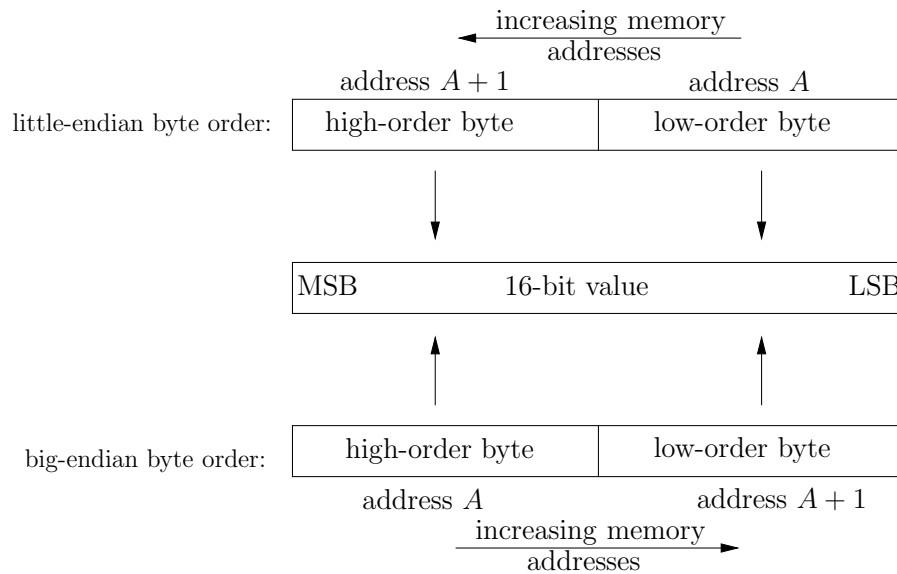 increasing memory
addresses
address A + 1 address A
little-endian byte order: high-order byte low-order byte
MSB 16-bit value LSB
big-endian byte order: high-order byte low-order byte
address A address A + 1
increasing memory
addresses